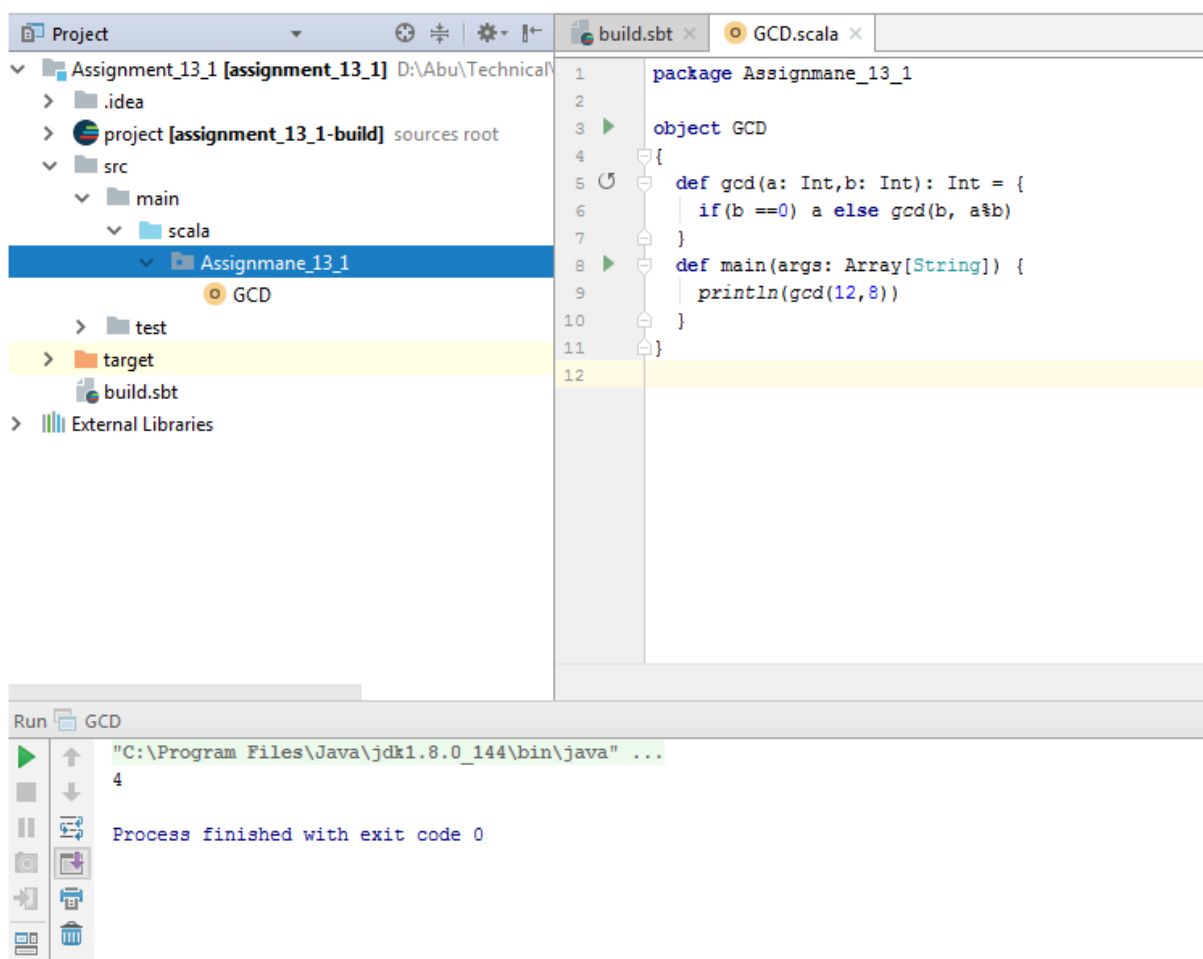 Project
Assignment_13_1 [assignment_13_1] D:\Abu\Technical\
.idea
project [assignment_13_1-build] sources root
src
main
scala
Assignmane_13_1
GCD
test
target
build.sbt
External Libraries
build.sbt GCD.scala
1 package Assignmane_13_1
2
3 object GCD
4 {
5 def gcd(a: Int,b: Int): Int = {
6 if(b ==0) a else gcd(b, a%b)
7 }
8 def main(args: Array[String]) {
9 println(gcd(12,8))
10 }
11 }
12
Run GCD
"C:\Program Files\Java\jdk1.8.0_144\bin\java" ...
4
Process finished with exit code 0